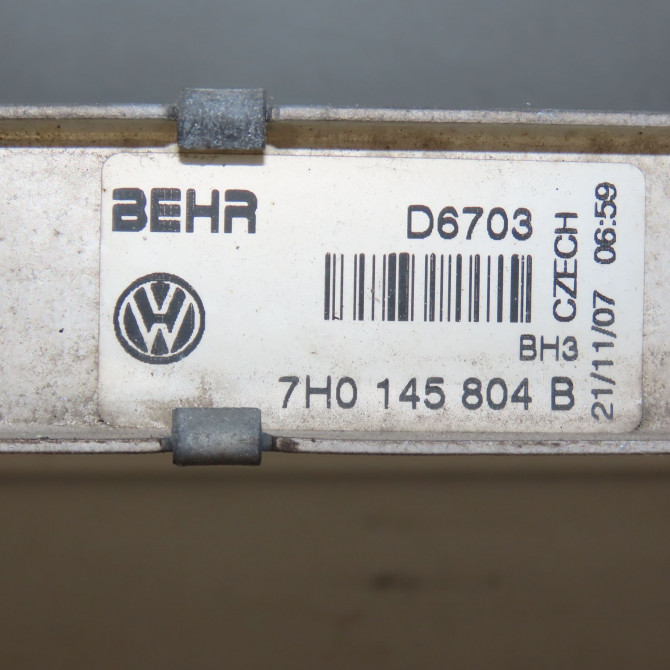 BEHR
D6703
BH3
7H0 145 804 B
CZECH
21/11/07 06:59